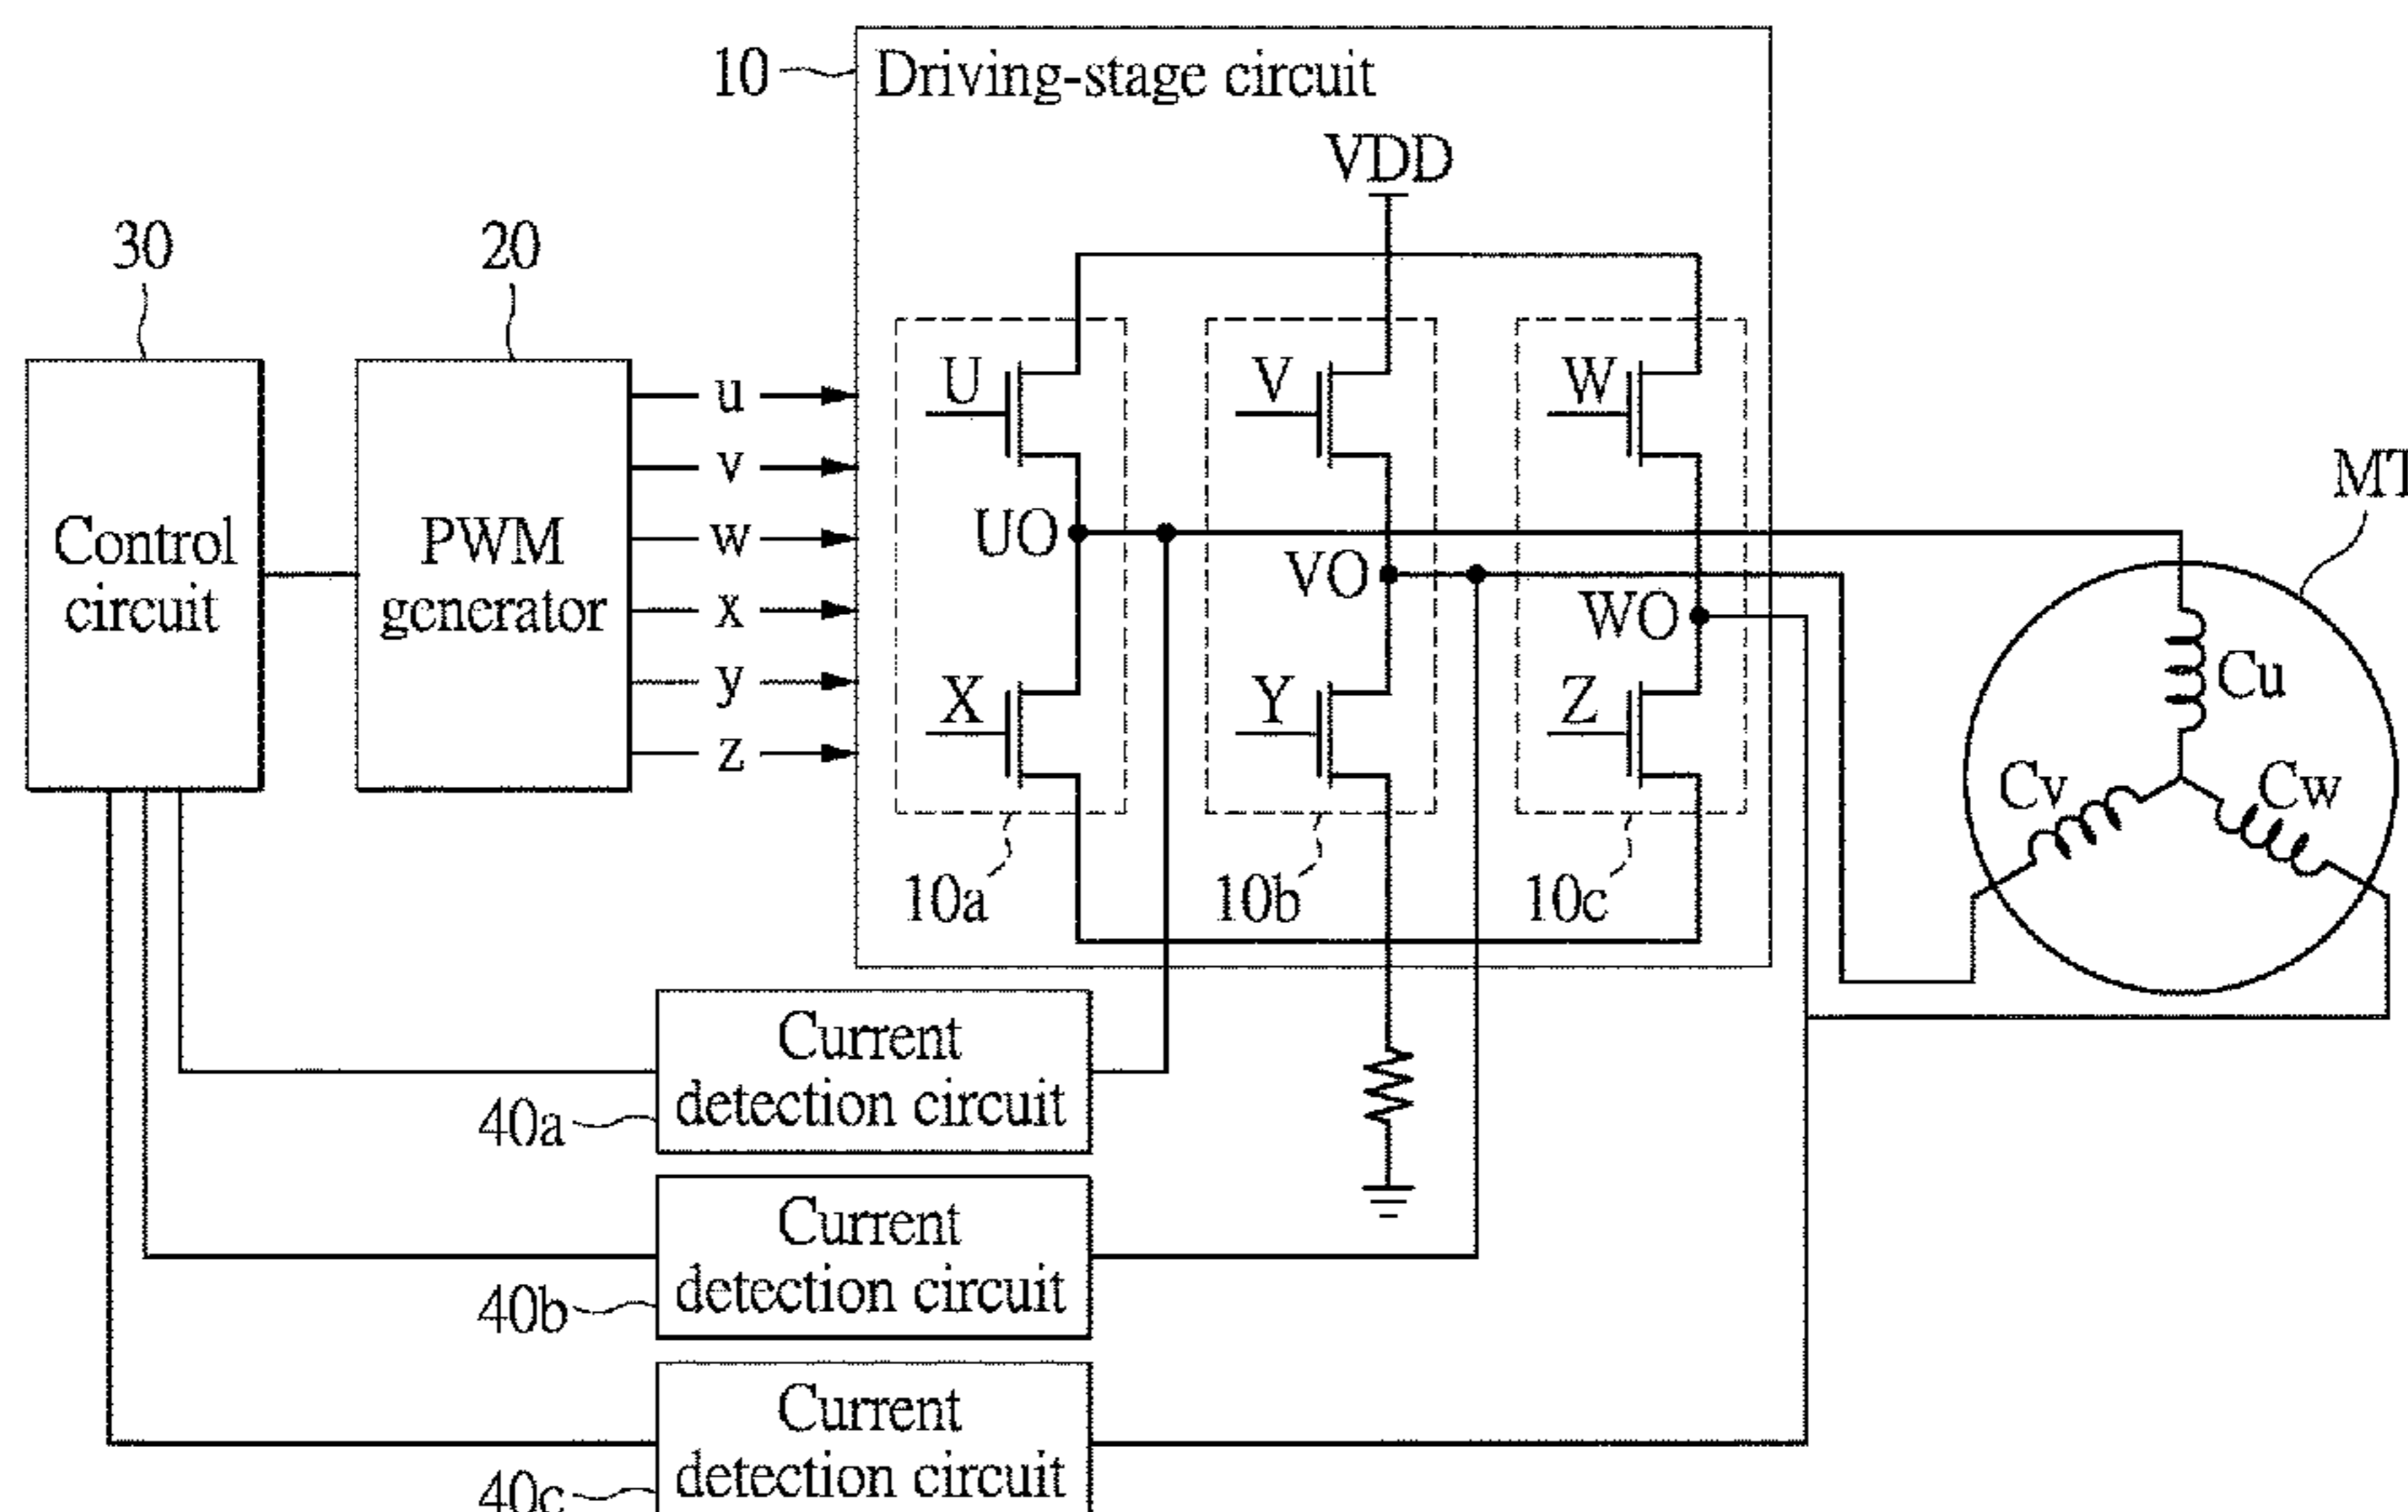 10
Driving-stage circuit
VDD
30
20
Control
circuit
PWM
generator
u
v
w
x
y
z
U
V
W
UO
VO
WO
X
Y
Z
10a
10b
10c
MT
Cu
Cv
Cw
Current
detection circuit
40a
Current
detection circuit
40b
Current
detection circuit
40c